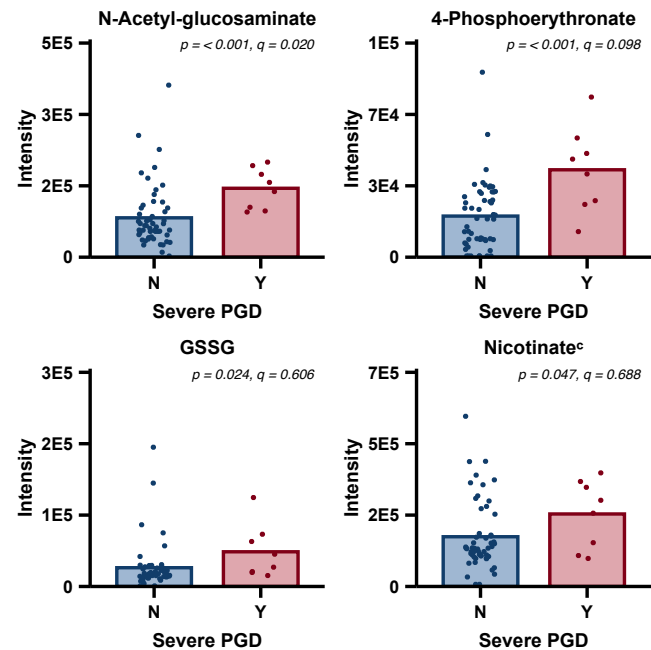 N-Acetyl-glucosaminate
p = < 0.001, q = 0.020
Intensity
5E5
3E5
2E5
0
N
Y
Severe PGD
4-Phosphoerythronate
p = < 0.001, q = 0.098
Intensity
1E5
7E4
3E4
0
N
Y
Severe PGD
GSSG
p = 0.024, q = 0.606
Intensity
3E5
2E5
1E5
0
N
Y
Severe PGD
Nicotinateᶜ
p = 0.047, q = 0.688
Intensity
7E5
5E5
2E5
0
N
Y
Severe PGD